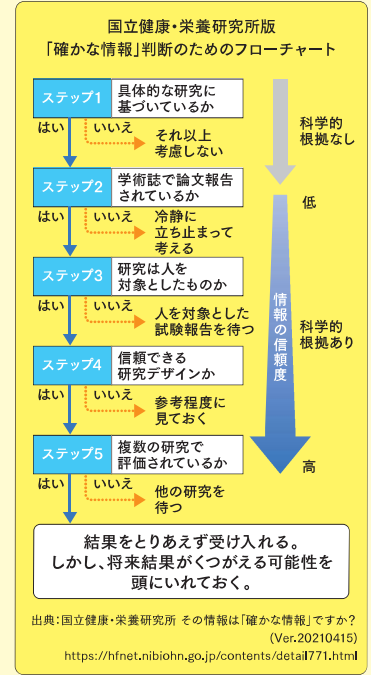 国立健康・栄養研究所版
「確かな情報」判断のためのフローチャート
ステップ1
具体的な研究に
基づいているか
はい
いいえ
それ以上
考慮しない
科学的
根拠なし
ステップ2
学術誌で論文報告
されているか
はい
いいえ
冷静に
立ち止まって
考える
低
ステップ3
研究は人を
対象としたものか
はい
いいえ
人を対象とした
試験報告を待つ
情報の信頼度
科学的
根拠あり
ステップ4
信頼できる
研究デザインか
はい
いいえ
参考程度に
見ておく
ステップ5
複数の研究で
評価されているか
はい
いいえ
他の研究を
待つ
高
結果をとりあえず受け入れる。
しかし、将来結果がくつがえる可能性を
頭にいれておく。
出典:国立健康・栄養研究所 その情報は「確かな情報」ですか?
(Ver.20210415)
https://hfnet.nibiohn.go.jp/contents/detail771.html